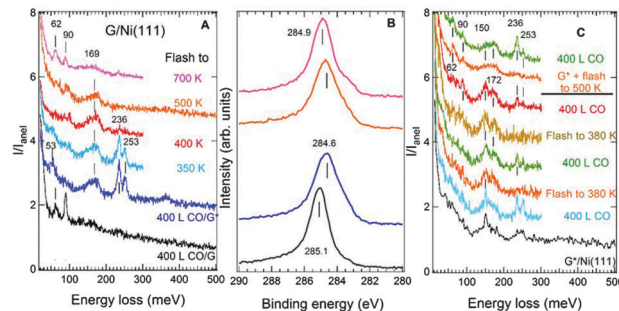 62
90
G/Ni(111)
A
Flash to
169
700 K
500 K
236
400 K
253
53
350 K
400 L CO/G*
400 L CO/G
I/Ianel
8
6
4
2
0
0
100
200
300
400
500
Energy loss (meV)
B
284.9
284.6
285.1
Intensity (arb. units)
290
288
286
284
282
280
Binding energy (eV)
C
236
90
150
253
400 L CO
62
G* + flash
to 500 K
172
400 L CO
Flash to 380 K
400 L CO
Flash to 380 K
400 L CO
G*/Ni(111)
I/Ianel
8
6
4
2
0
0
100
200
300
400
500
Energy loss (meV)